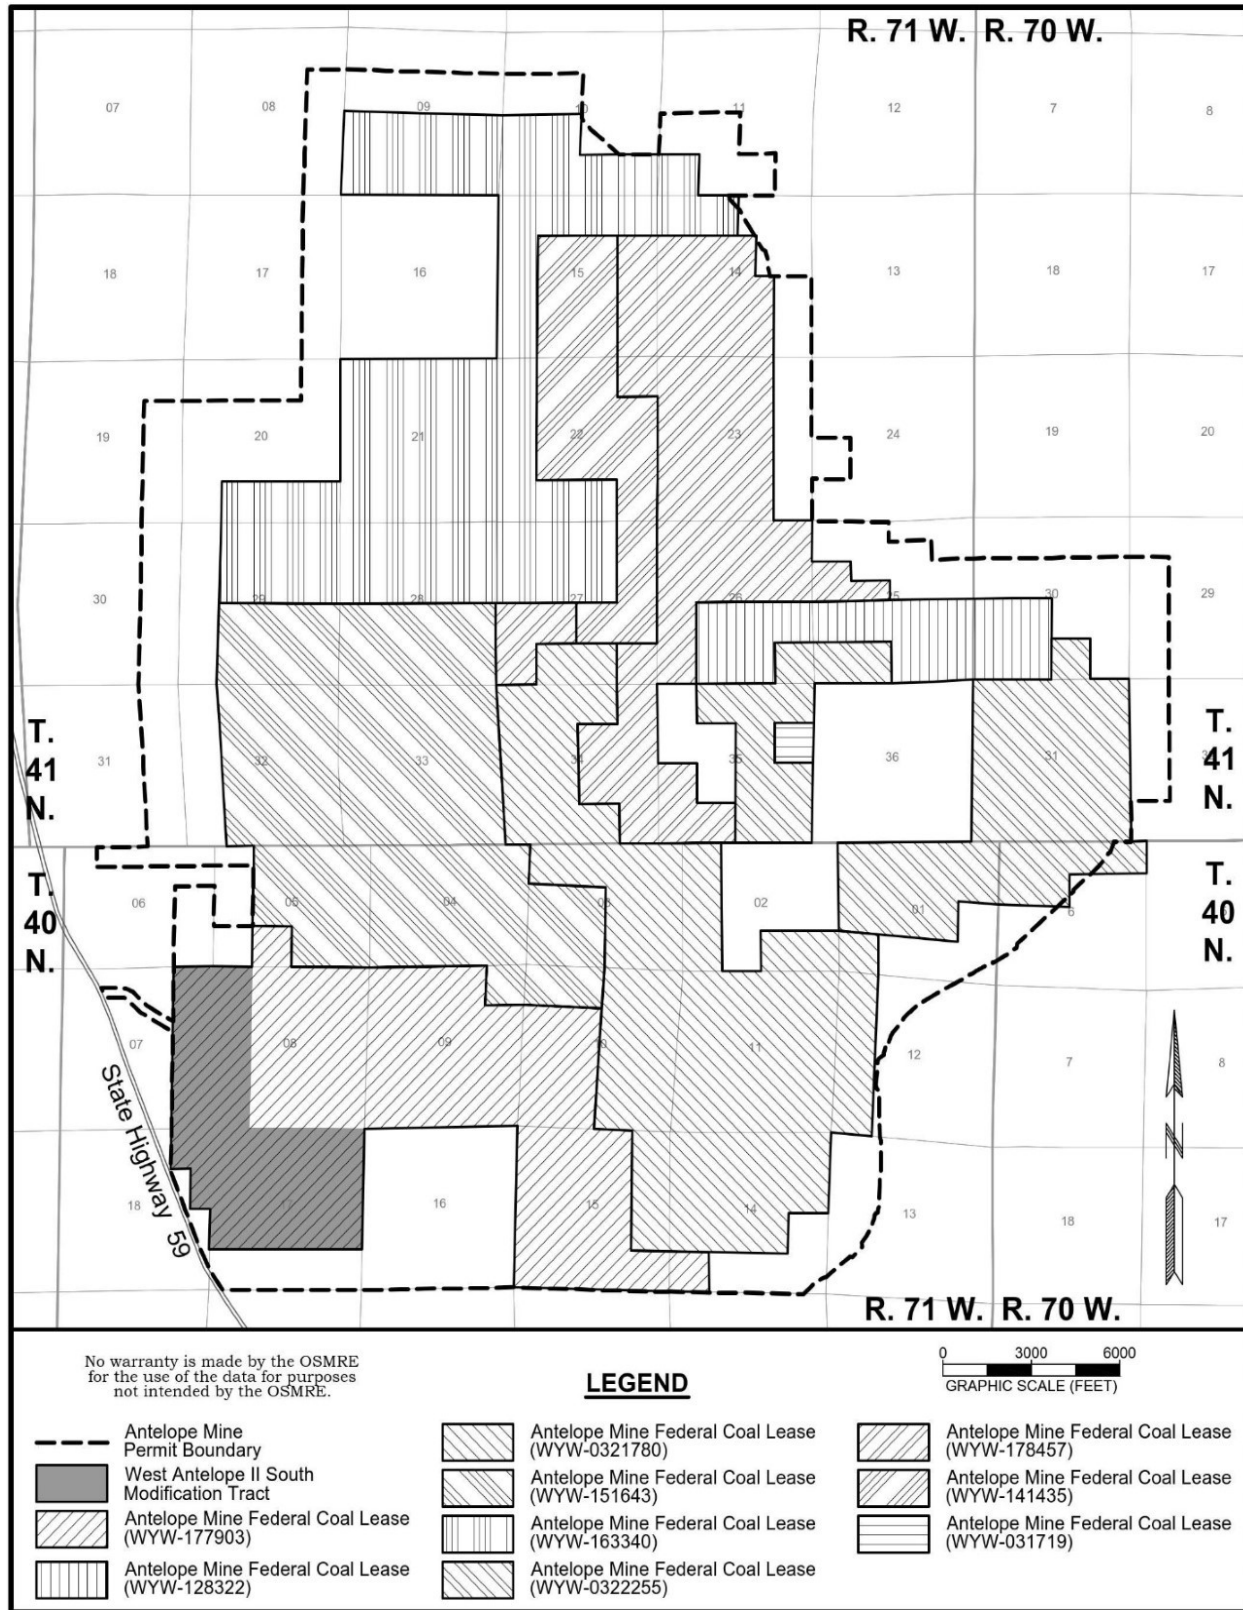 R. 71 W. R. 70 W.
07 08 09 10 11 12 7 8
18 17 16 15 14 13 18 17
19 20 21 22 23 24 19 20
30 29 28 27 26 25 30 29
T.
41
N.
31 32 33 34 35 36 31
T.
41
N.
T.
40
N.
06 05 04 03 02 01 6
T.
40
N.
07 08 09 10 11 12 7 8
State Highway 59
18 17 16 15 14 13 18 17
N
R. 71 W. R. 70 W.
No warranty is made by the OSMRE
for the use of the data for purposes
not intended by the OSMRE.
LEGEND
0 3000 6000
GRAPHIC SCALE (FEET)
Antelope Mine
Permit Boundary
West Antelope II South
Modification Tract
Antelope Mine Federal Coal Lease
(WYW-177903)
Antelope Mine Federal Coal Lease
(WYW-128322)
Antelope Mine Federal Coal Lease
(WYW-0321780)
Antelope Mine Federal Coal Lease
(WYW-151643)
Antelope Mine Federal Coal Lease
(WYW-163340)
Antelope Mine Federal Coal Lease
(WYW-0322255)
Antelope Mine Federal Coal Lease
(WYW-178457)
Antelope Mine Federal Coal Lease
(WYW-141435)
Antelope Mine Federal Coal Lease
(WYW-031719)